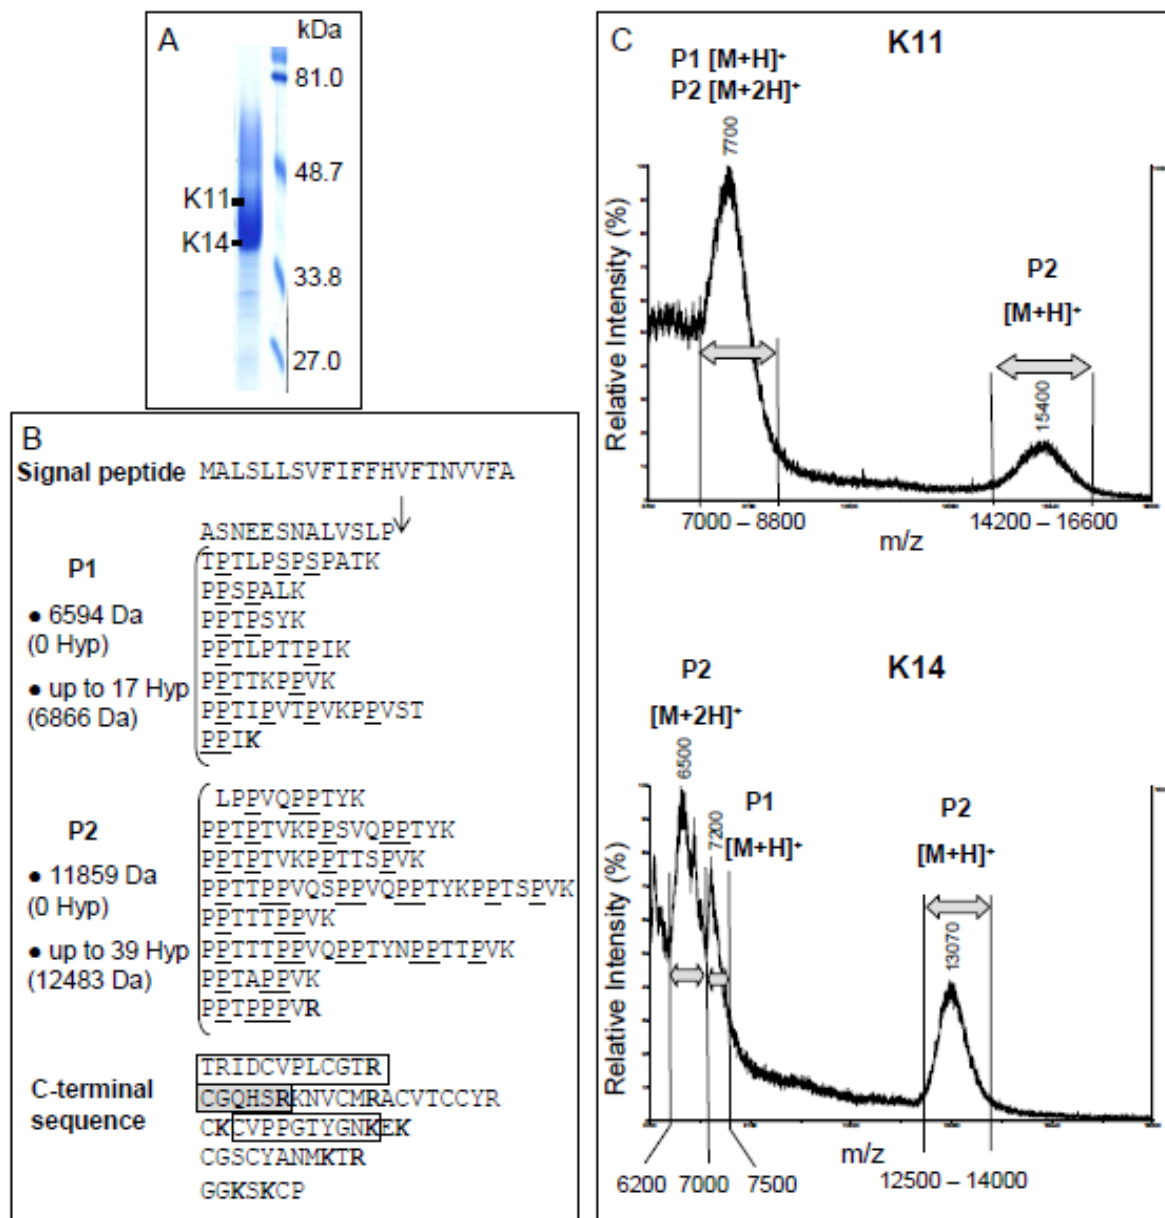 A
kDa
81.0
48.7
K11
K14
33.8
27.0
B
Signal peptide MALSLLSVFIFFHVFTNVVFA
ASNEESNALVSLP
P1
TPTLPSPSPATK
PPSPALK
● 6594 Da
(0 Hyp)
PPTPSYK
PPTLPTTPIK
● up to 17 Hyp
(6866 Da)
PPTTKPPVK
PPTIPVTPVKPPVST
PPIK
LPPVQPPTYK
P2
PPTPTVKPPSVQPPTYK
PPTPTVKPPTTSPVK
● 11859 Da
(0 Hyp)
PPTTPPVQSPPVQPPTYKPPTSPVK
PPTTTPPVK
● up to 39 Hyp
(12483 Da)
PPTTTPPVQPPTYNPPTTPVK
PPTAPPVK
PPTPPPVR
C-terminal
sequence
TRIDCVPLCGTR
CGQHSRKNVCMRACVTCCYR
CKCVPPGTYGNKEK
CGSCYANMKTR
GGKSKCP
C
K11
P1 [M+H]+
P2 [M+2H]+
7700
P2
[M+H]+
15400
Relative Intensity (%)
7000 – 8800
14200 – 16600
m/z
K14
P2
[M+2H]+
6500
P1
[M+H]+
7200
P2
[M+H]+
13070
Relative Intensity (%)
m/z
6200 7000 7500
12500 – 14000